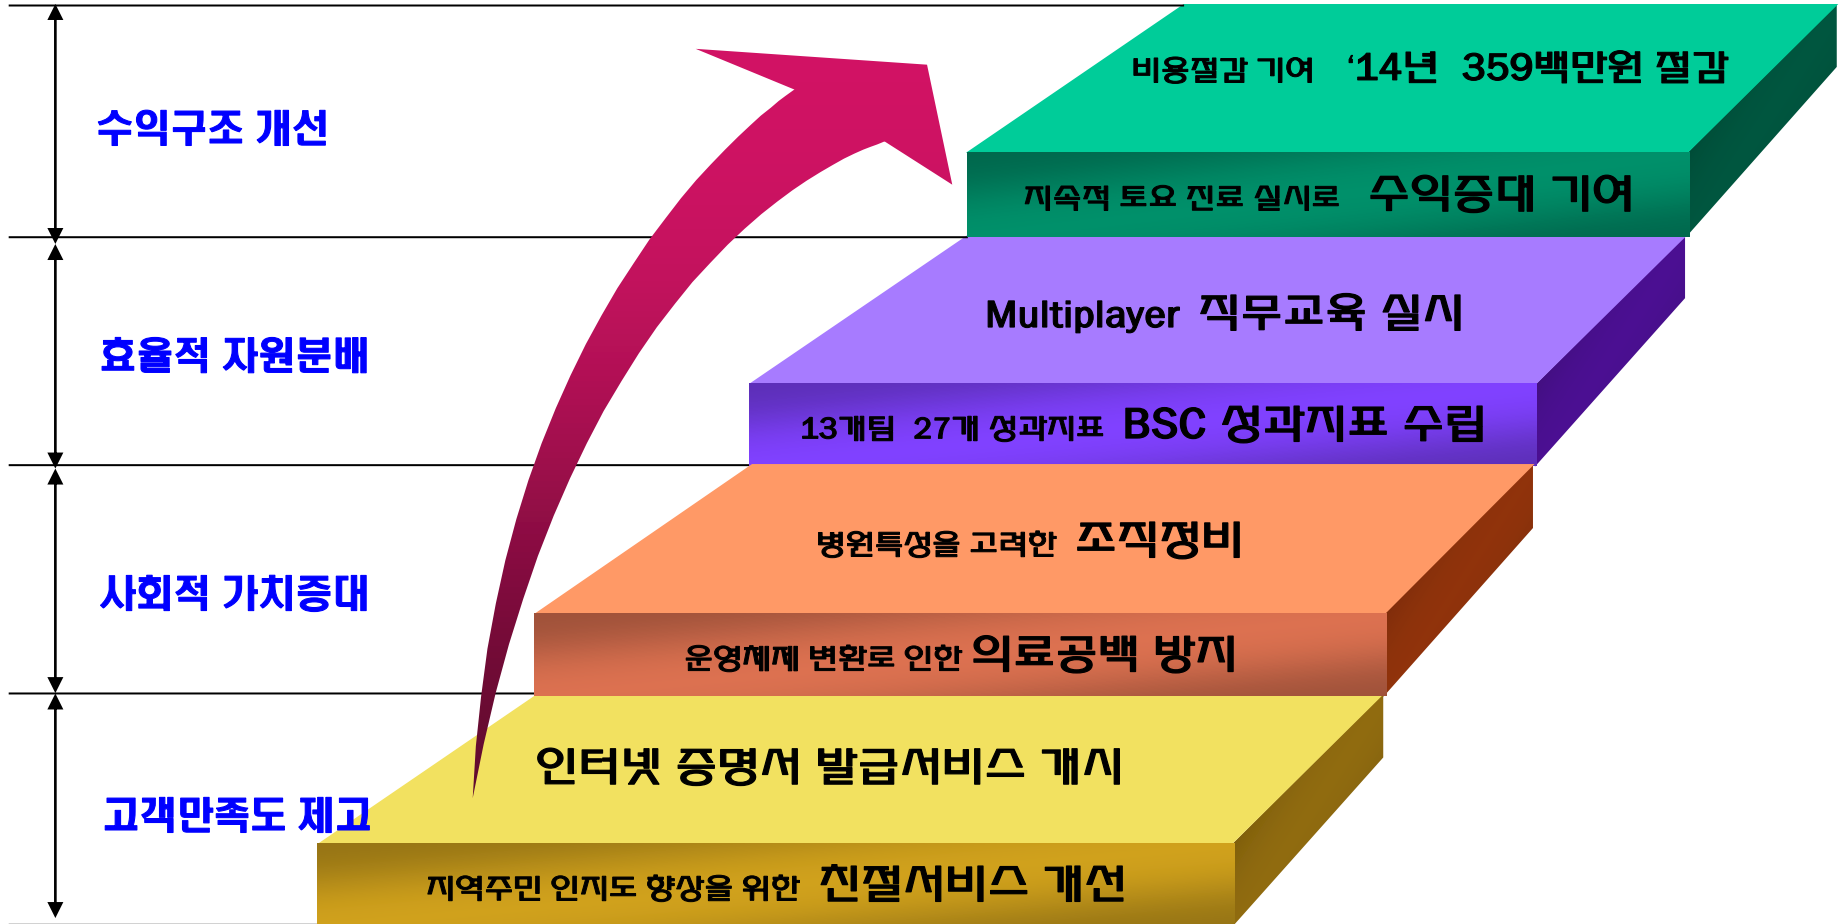 비용절감 기여 ‘14년 359백만원 절감
수익구조 개선
지속적 토요 진료 실시로 수익증대 기여
Multiplayer 직무교육 실시
효율적 자원분배
13개팀 27개 성과지표 BSC 성과지표 수립
병원특성을 고려한 조직정비
사회적 가치증대
운영체제 변환로 인한 의료공백 방지
인터넷 증명서 발급서비스 개시
고객만족도 제고
지역주민 인지도 향상을 위한 친절서비스 개선